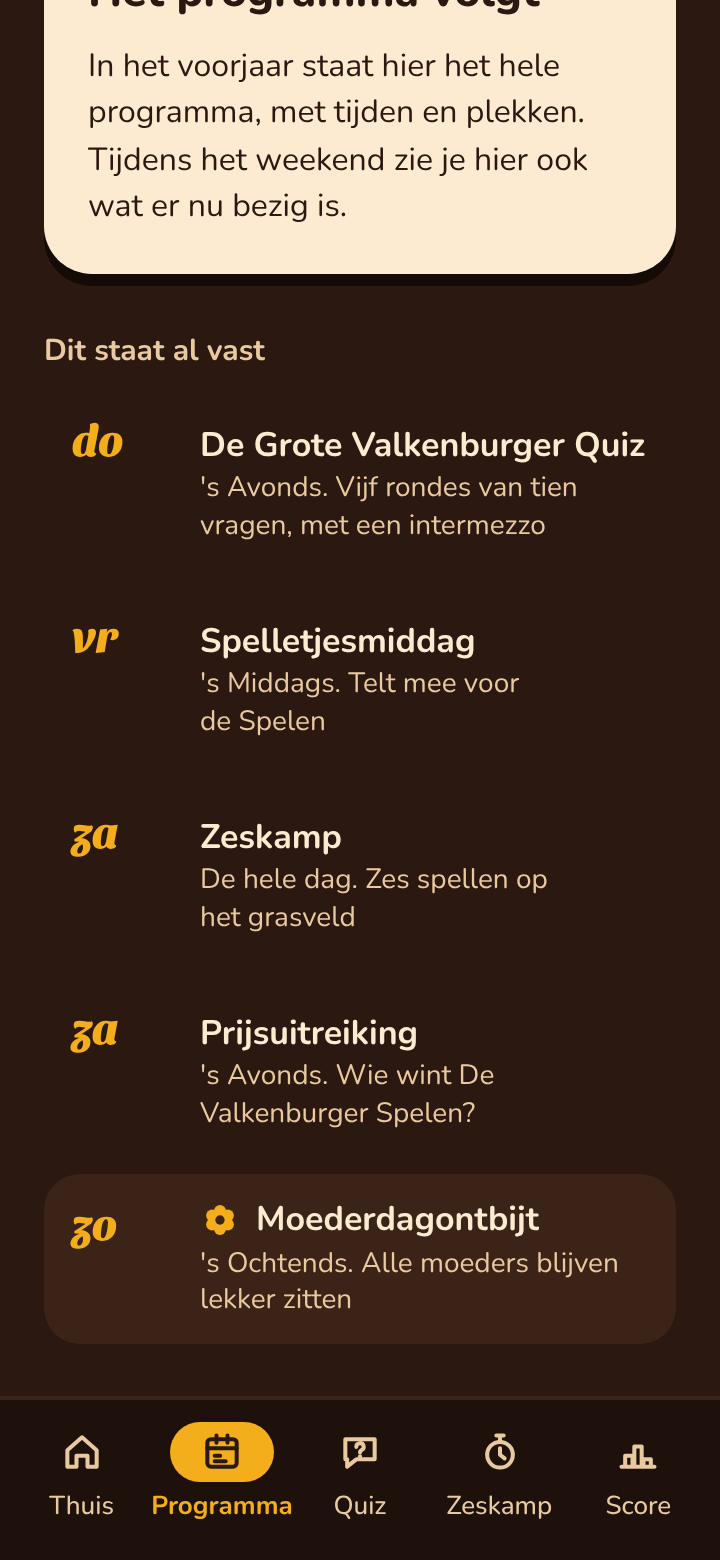 Het programma volgt
In het voorjaar staat hier het hele
programma, met tijden en plekken.
Tijdens het weekend zie je hier ook
wat er nu bezig is.
Dit staat al vast
do
De Grote Valkenburger Quiz
's Avonds. Vijf rondes van tien
vragen, met een intermezzo
vr
Spelletjesmiddag
's Middags. Telt mee voor
de Spelen
za
Zeskamp
De hele dag. Zes spellen op
het grasveld
za
Prijsuitreiking
's Avonds. Wie wint De
Valkenburger Spelen?
zo
Moederdagontbijt
's Ochtends. Alle moeders blijven
lekker zitten
Thuis
Programma
Quiz
Zeskamp
Score